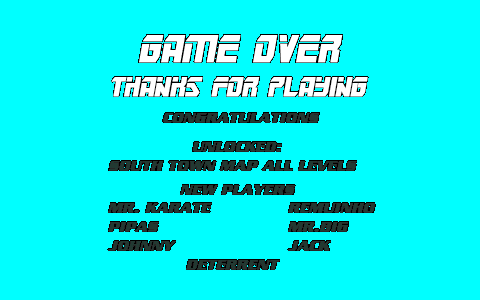 GAME OVER
THANKS FOR PLAYING
CONGRATULATIONS
UNLOCKED:
SOUTH TOWN MAP ALL LEVELS
NEW PLAYERS
MR. KARATE REMLONHO
PIPAS MR.BIG
JOHNNY JACK
DETERRENT